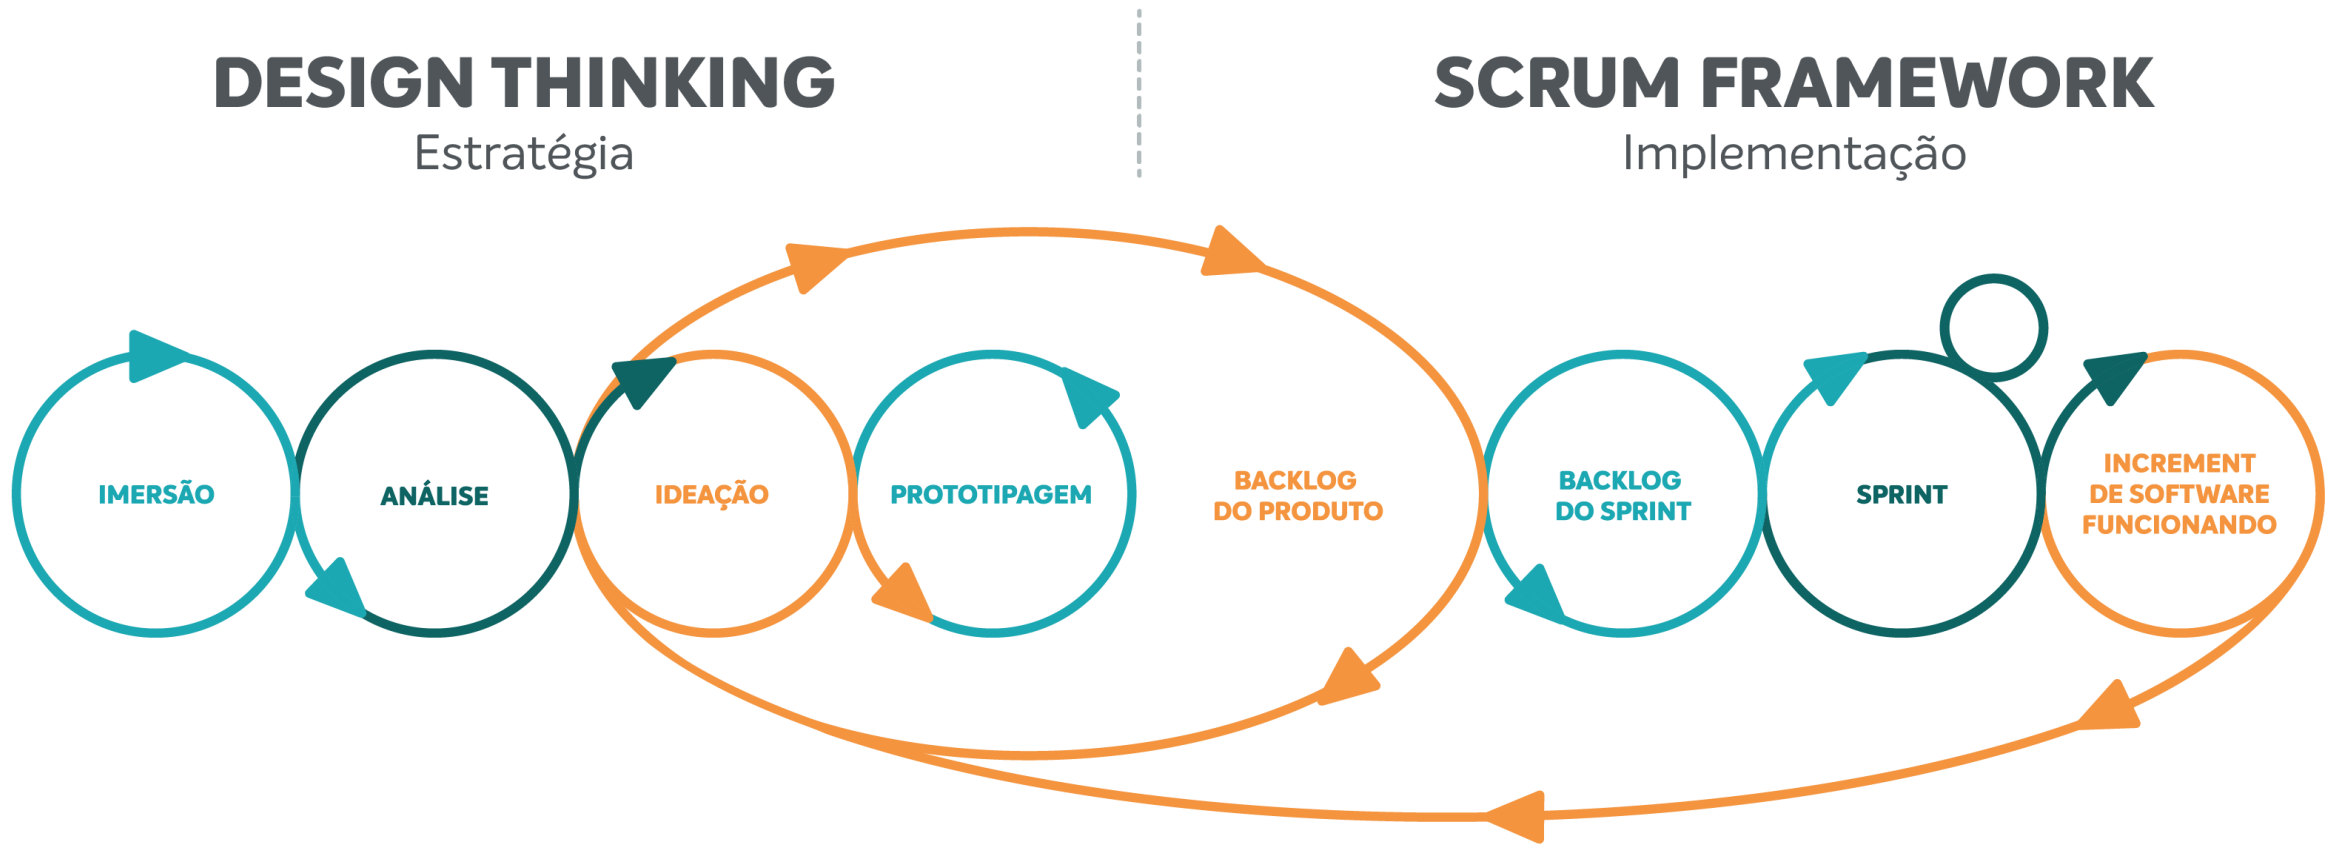 DESIGN THINKING
Estratégia
SCRUM FRAMEWORK
Implementação
IMERSÃO
ANÁLISE
IDEAÇÃO
PROTOTIPAGEM
BACKLOG
DO PRODUTO
BACKLOG
DO SPRINT
SPRINT
INCREMENT
DE SOFTWARE
FUNCIONANDO